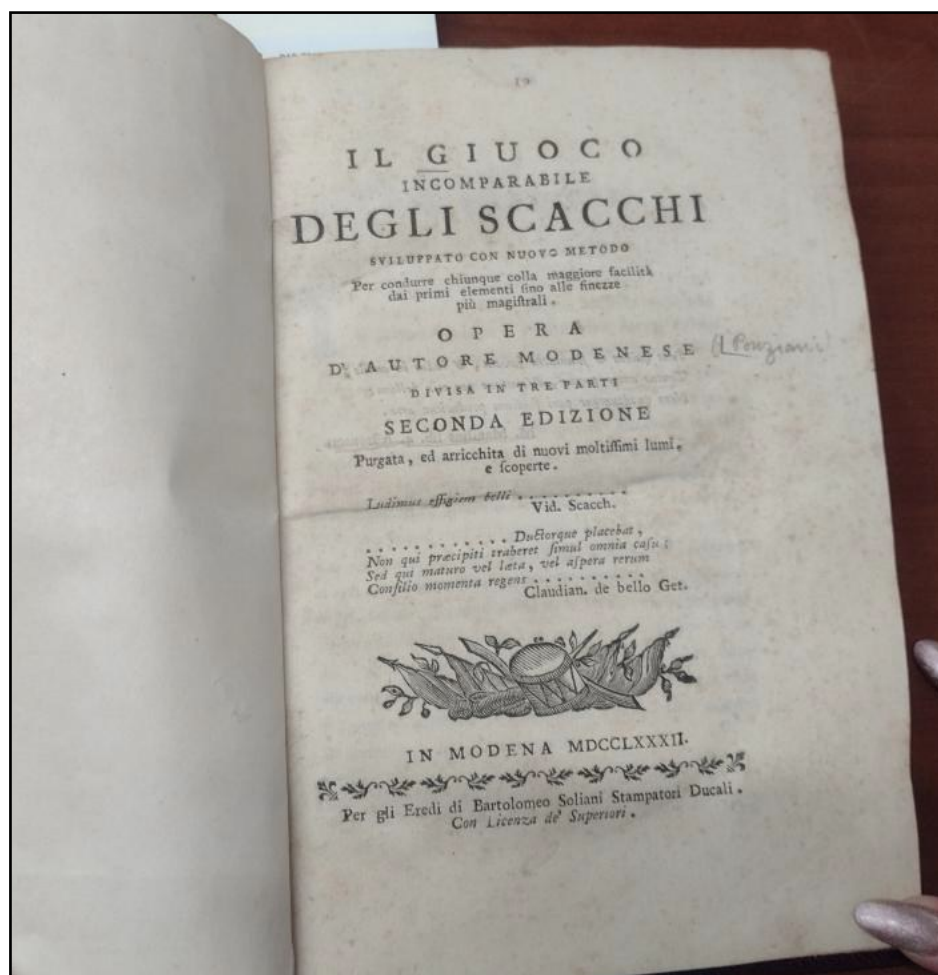 IL GIUOCO
INCOMPARABILE
DEGLI SCACCHI
SVILUPPATO CON NUOVO METODO
Per condurre chiunque colla maggiore facilità
dai primi elementi fino alle finezze
più magiſtrali.
OPERA
D' AUTORE MODENESE (Ponziani)
DIVISA IN TRE PARTI
SECONDA EDIZIONE
Purgata, ed arricchita di nuovi moltiſſimi lumi,
e ſcoperte.
Ludimus effigiem belli . . . . . . . . . .
Vid. Scacch.
. . . . . . . . . . . . Ductorque placebat,
Non qui præcipiti traheret ſimul omnia caſu:
Sed qui maturo vel læta, vel aſpera rerum
Conſilio momenta regens . . . . . . . . . .
Claudian. de bello Get.
IN MODENA MDCCLXXXII.
Per gli Eredi di Bartolomeo Soliani Stampatori Ducali.
Con Licenza de' Superiori.